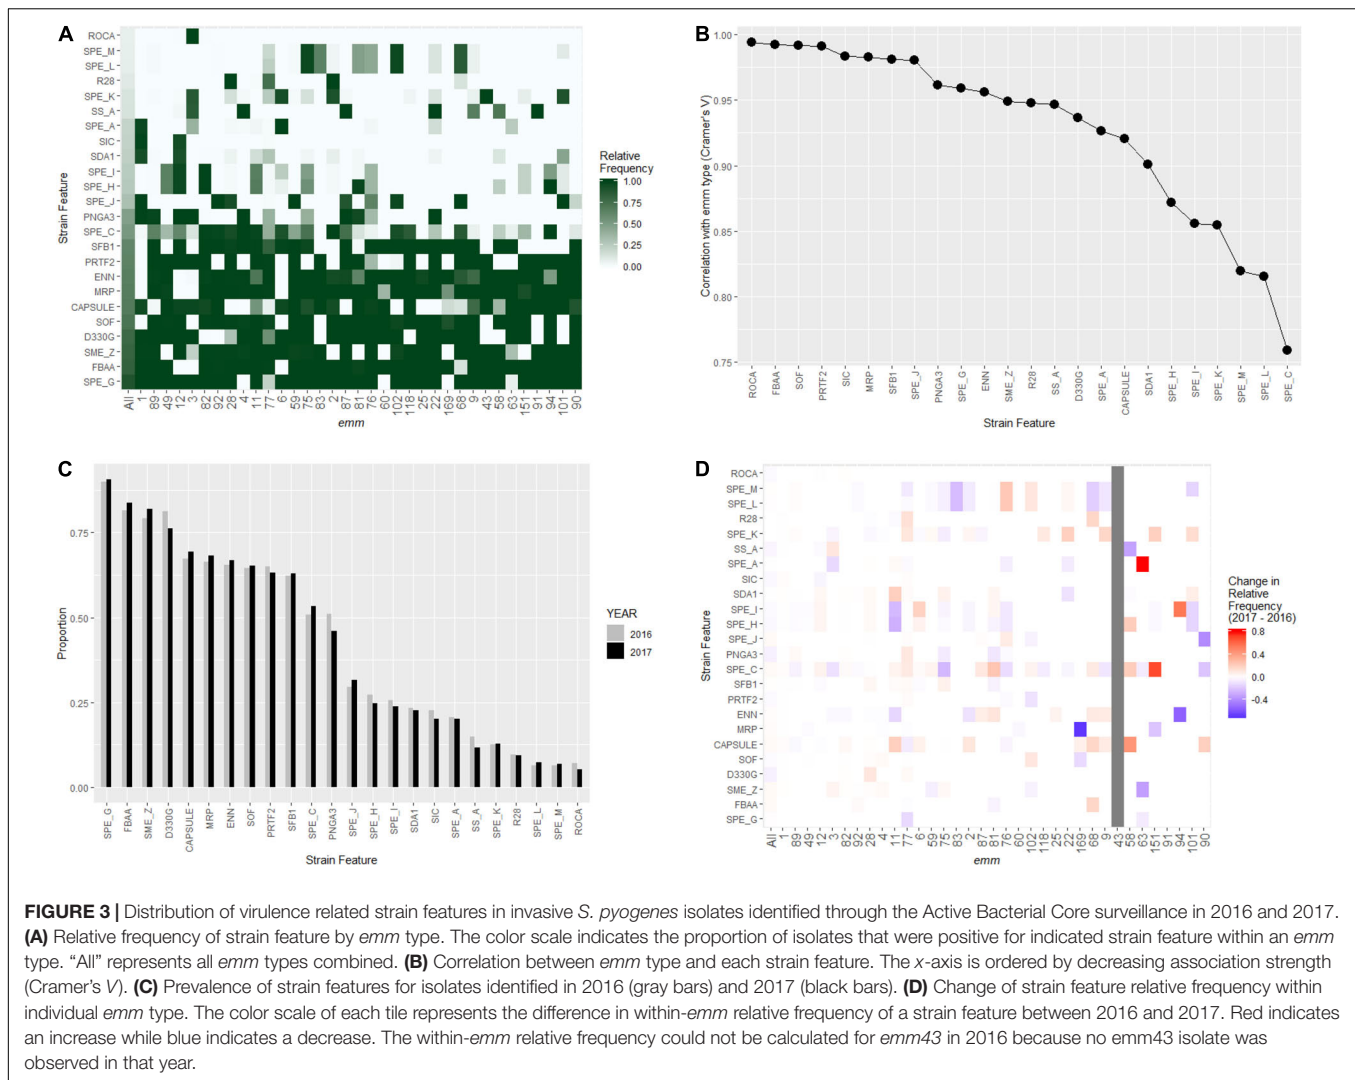 A
ROCA
SPE_M
SPE_L
R28
SPE_K
SS_A
SPE_A
SIC
SDA1
SPE_I
SPE_H
SPE_J
PNGA3
SPE_C
SFB1
PRTF2
ENN
MRP
CAPSULE
SOF
D330G
SME_Z
FBAA
SPE_G
Strain Feature
All 1 89 49 12 3 82 92 28 4 11 77 6 59 75 83 2 87 81 76 60 102 118 25 22 169 68 9 43 58 63 151 91 94 101 90
emm
Relative
Frequency
1.00
0.75
0.50
0.25
0.00
B
1.00
0.95
0.90
0.85
0.80
0.75
Correlation with emm type (Cramer's V)
ROCA FBAA SOF PRTF2 SIC MRP SFB1 SPE_J PNGA3 SPE_G ENN SME_Z R28 SS_A D330G SPE_A CAPSULE SDA1 SPE_H SPE_I SPE_K SPE_M SPE_L SPE_C
Strain Feature
C
0.75
0.50
0.25
0.00
Proportion
SPE_G FBAA SME_Z D330G CAPSULE MRP ENN SOF PRTF2 SFB1 SPE_C PNGA3 SPE_J SPE_H SPE_I SDA1 SIC SPE_A SS_A SPE_K R28 SPE_L SPE_M ROCA
Strain Feature
YEAR
2016
2017
D
ROCA
SPE_M
SPE_L
R28
SPE_K
SS_A
SPE_A
SIC
SDA1
SPE_I
SPE_H
SPE_J
PNGA3
SPE_C
SFB1
PRTF2
ENN
MRP
CAPSULE
SOF
D330G
SME_Z
FBAA
SPE_G
Strain Feature
All 1 89 49 12 3 82 92 28 4 11 77 6 59 75 83 2 87 81 76 60 102 118 25 22 169 68 9 43 58 63 151 91 94 101 90
emm
Change in
Relative
Frequency
(2017 - 2016)
0.8
0.4
0.0
-0.4
FIGURE 3 | Distribution of virulence related strain features in invasive S. pyogenes isolates identified through the Active Bacterial Core surveillance in 2016 and 2017.
(A) Relative frequency of strain feature by emm type. The color scale indicates the proportion of isolates that were positive for indicated strain feature within an emm
type. “All” represents all emm types combined. (B) Correlation between emm type and each strain feature. The x-axis is ordered by decreasing association strength
(Cramer's V). (C) Prevalence of strain features for isolates identified in 2016 (gray bars) and 2017 (black bars). (D) Change of strain feature relative frequency within
individual emm type. The color scale of each tile represents the difference in within-emm relative frequency of a strain feature between 2016 and 2017. Red indicates
an increase while blue indicates a decrease. The within-emm relative frequency could not be calculated for emm43 in 2016 because no emm43 isolate was
observed in that year.